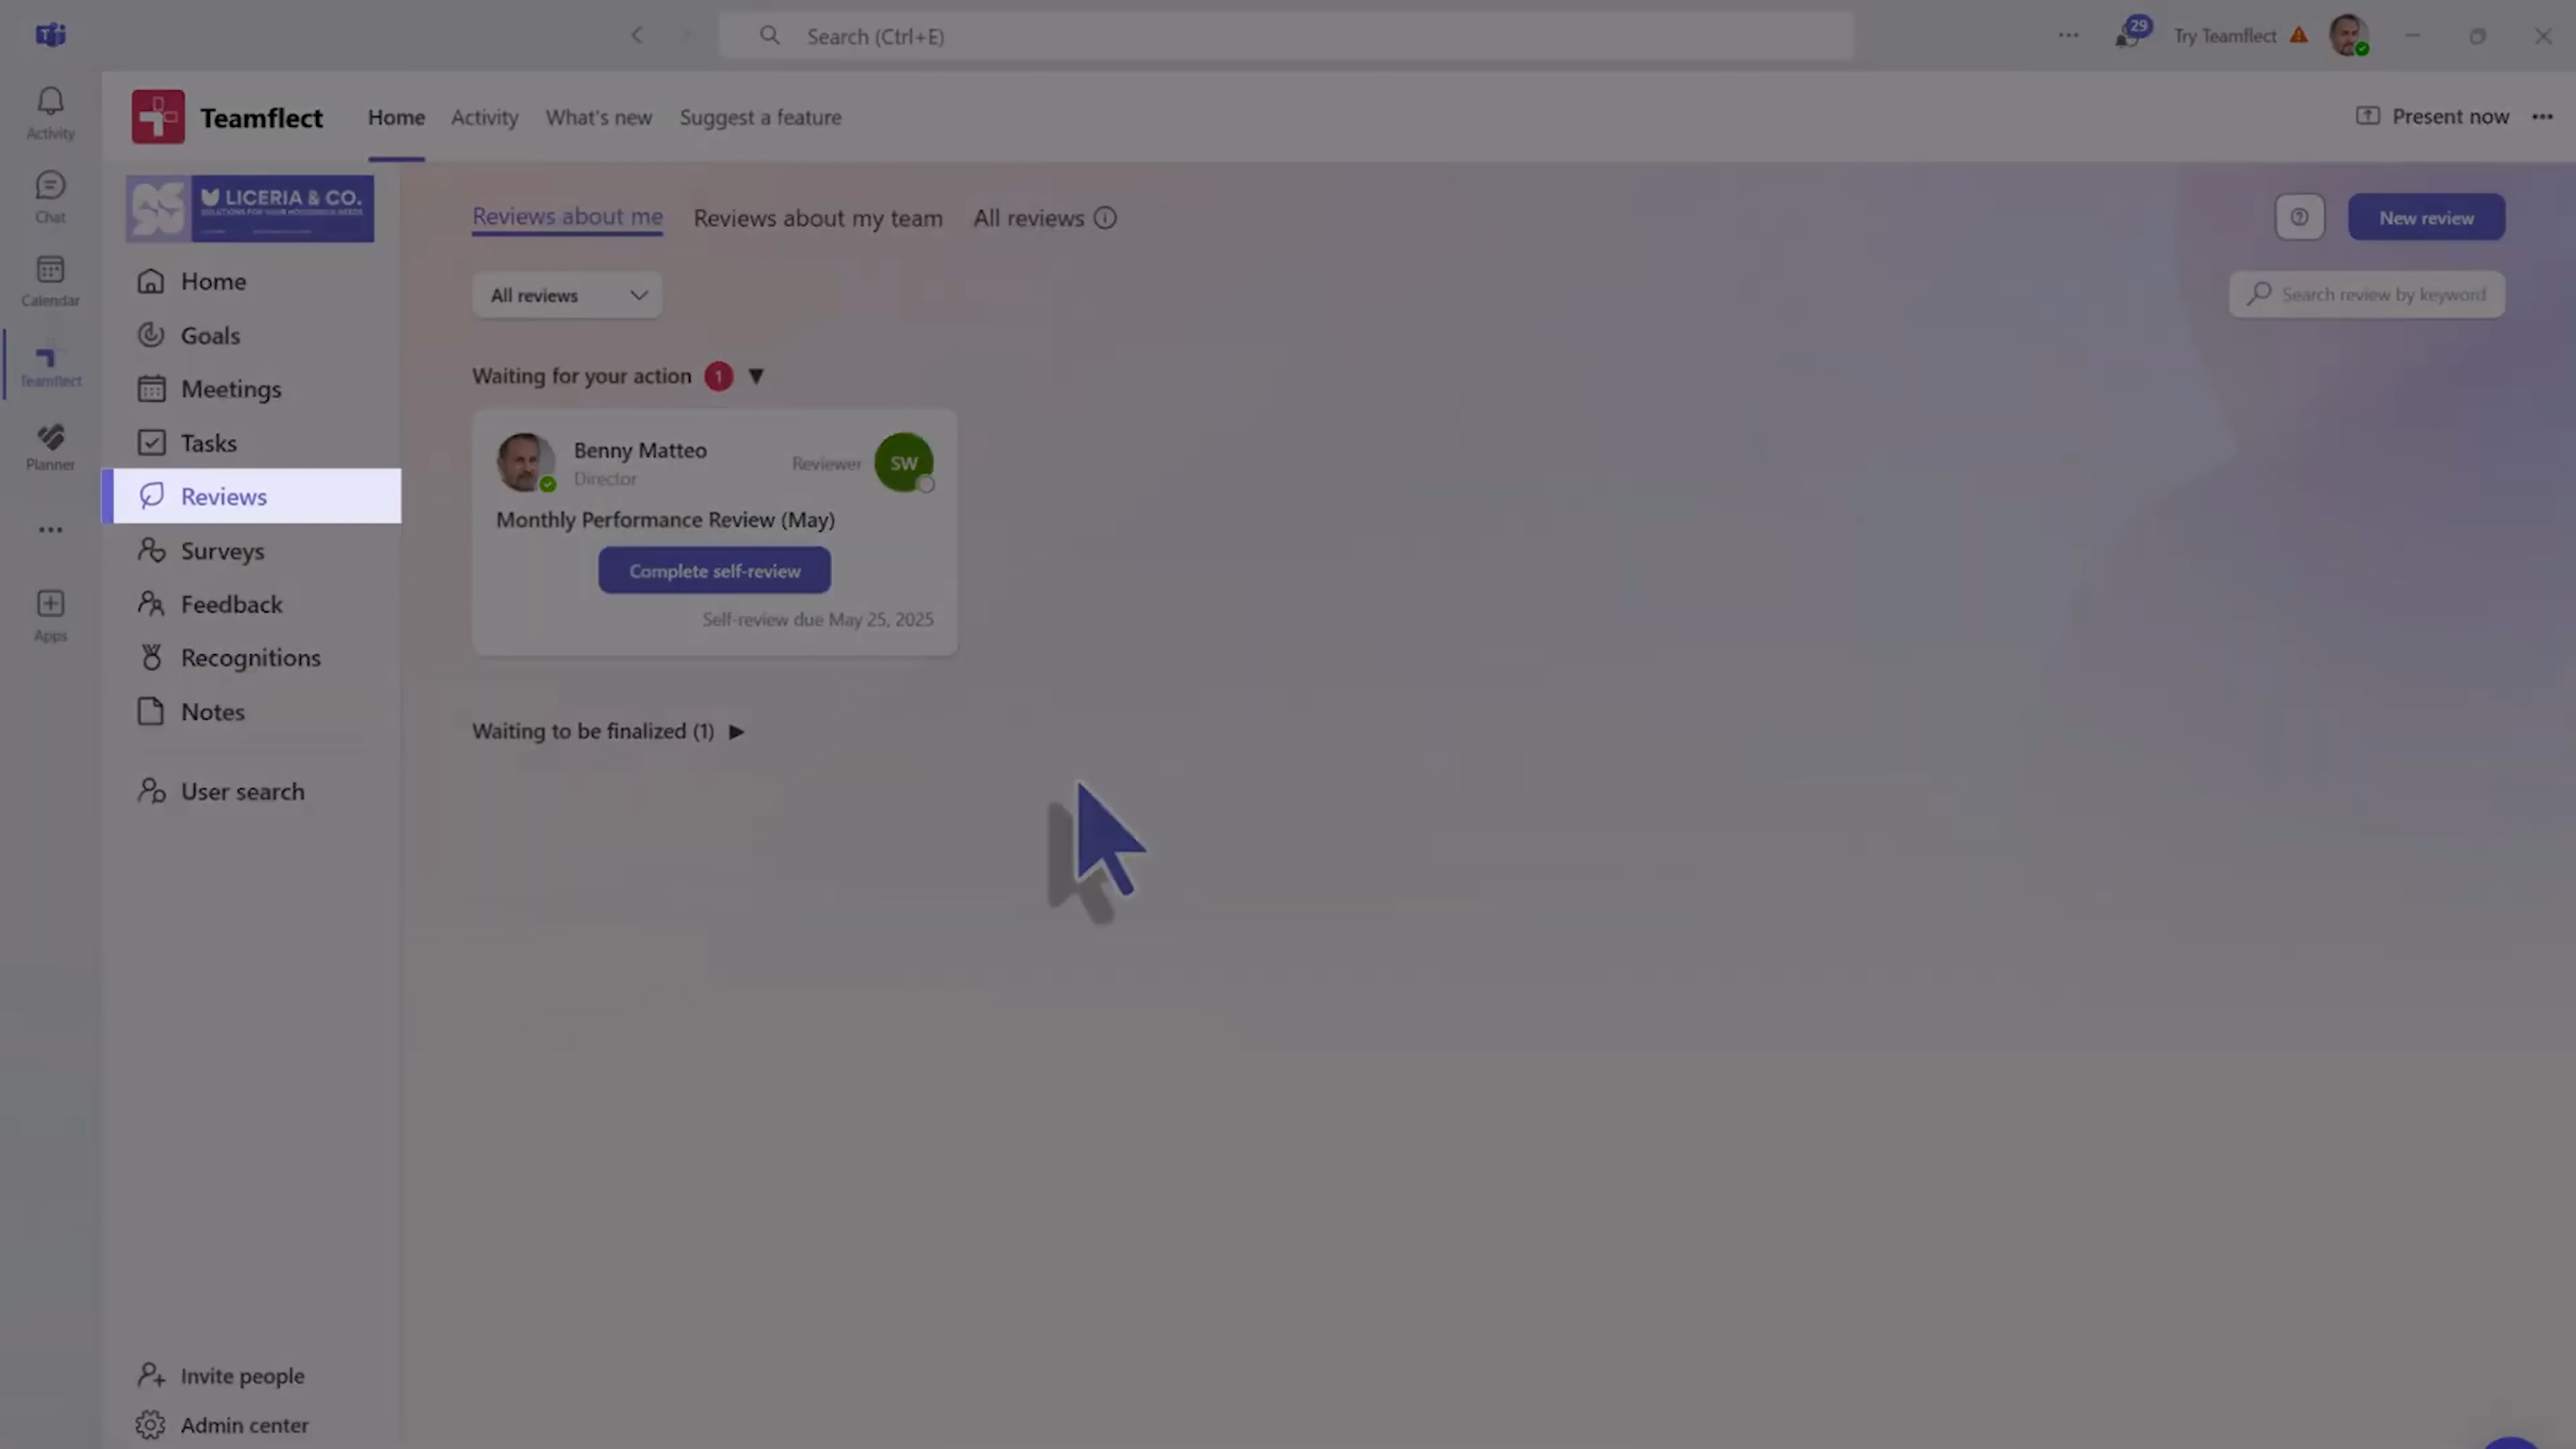 Search (Ctrl+E)
29
Try Teamflect
Activity
Chat
Calendar
Teamflect
Planner
Apps
Teamflect
Home
Activity
What's new
Suggest a feature
Present now
LICERIA & CO.
Home
Goals
Meetings
Tasks
Reviews
Surveys
Feedback
Recognitions
Notes
User search
Invite people
Admin center
Reviews about me
Reviews about my team
All reviews
New review
All reviews
Search review by keyword
Waiting for your action 1
Benny Matteo
Director
Reviewer
SW
Monthly Performance Review (May)
Complete self-review
Self-review due May 25, 2025
Waiting to be finalized (1)